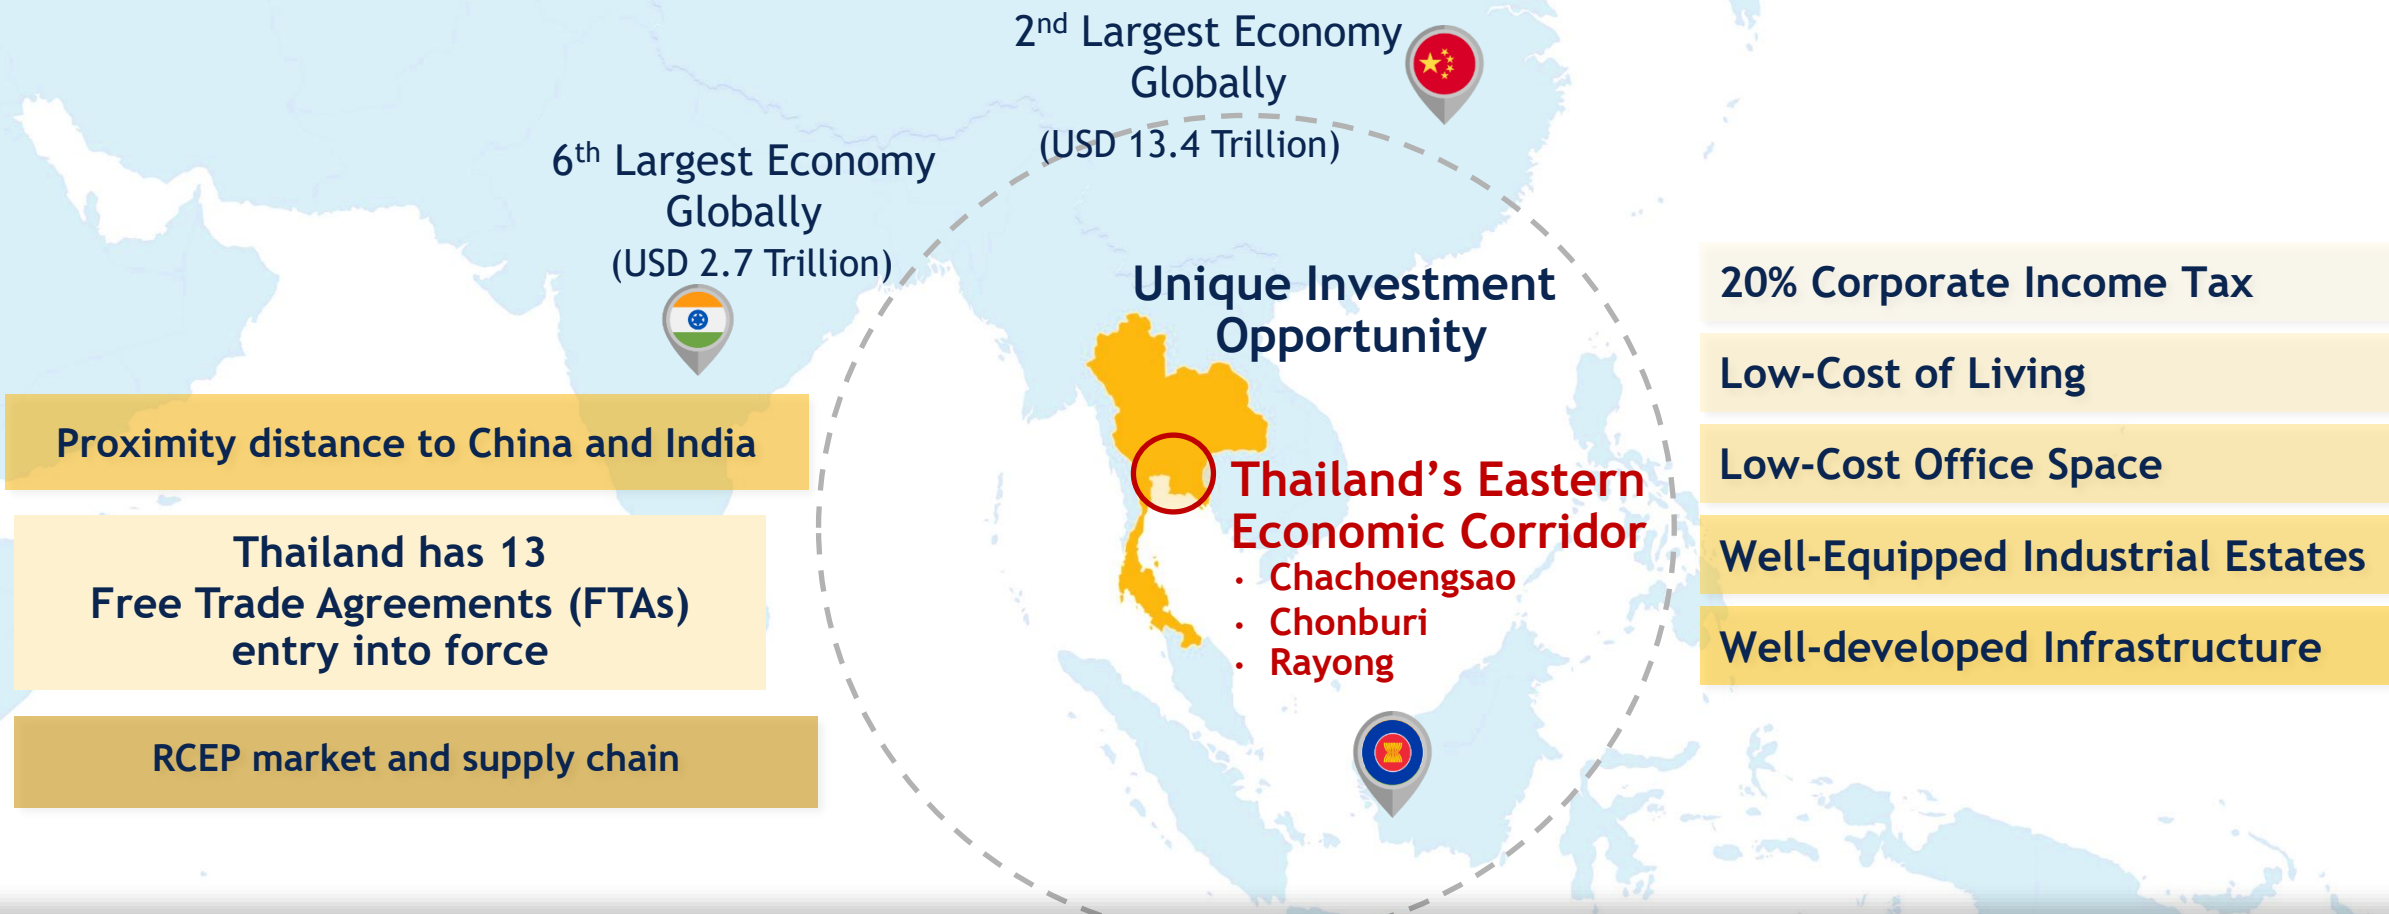 2nd Largest Economy
Globally
(USD 13.4 Trillion)
6th Largest Economy
Globally
(USD 2.7 Trillion)
Unique Investment
Opportunity
Proximity distance to China and India
Thailand has 13
Free Trade Agreements (FTAs)
entry into force
RCEP market and supply chain
Thailand’s Eastern
Economic Corridor
• Chachoengsao
• Chonburi
• Rayong
20% Corporate Income Tax
Low-Cost of Living
Low-Cost Office Space
Well-Equipped Industrial Estates
Well-developed Infrastructure